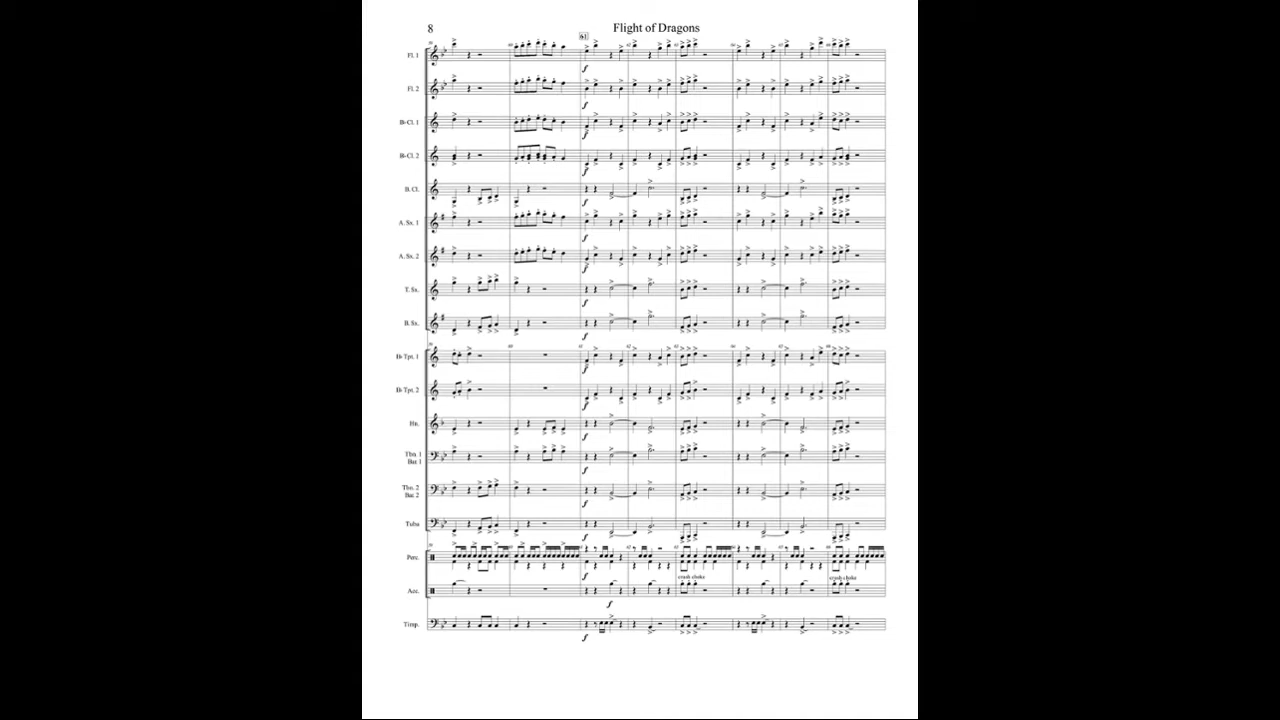 8
Flight of Dragons
61
Fl. 1
Fl. 2
B♭ Cl. 1
B♭ Cl. 2
B. Cl.
A. Sx. 1
A. Sx. 2
T. Sx.
B. Sx.
B♭ Tpt. 1
B♭ Tpt. 2
Hn.
Tbn. 1
Bar. 1
Tbn. 2
Bar. 2
Tuba
Perc.
crash choke
crash choke
Acc.
Timp.